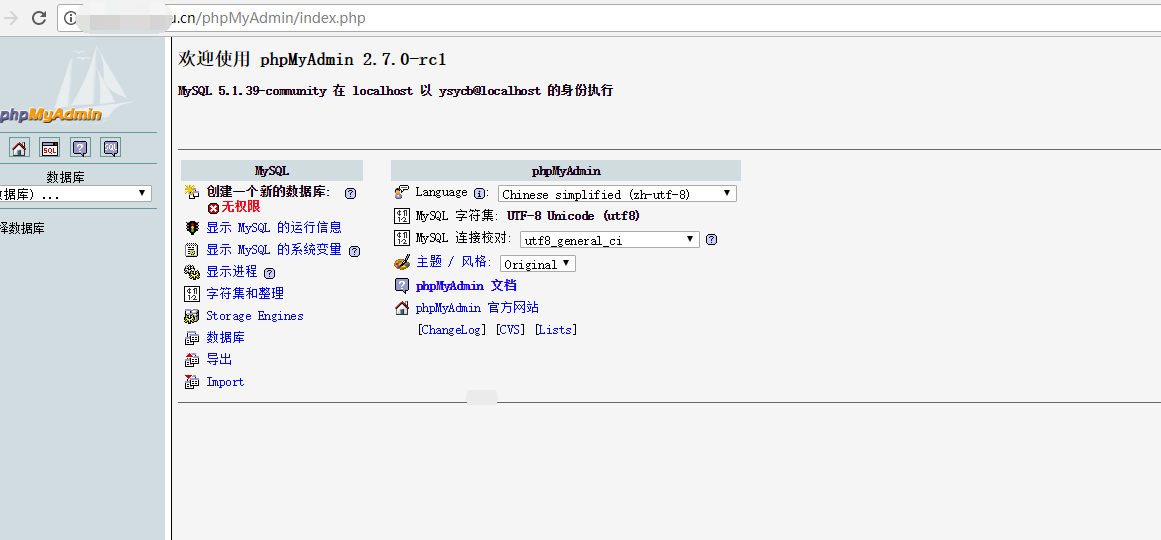 u.cn/phpMyAdmin/index.php
phpMyAdmin
SQL
SQL
数据库
数据库) ...
择数据库
欢迎使用 phpMyAdmin 2.7.0-rc1
MySQL 5.1.39-community 在 localhost 以 ysycb@localhost 的身份执行
MySQL
创建一个新的数据库:
无权限
显示 MySQL 的运行信息
显示 MySQL 的系统变量
显示进程
字符集和整理
Storage Engines
数据库
导出
Import
phpMyAdmin
Language : Chinese simplified (zh-utf-8)
MySQL 字符集: UTF-8 Unicode (utf8)
MySQL 连接校对: utf8_general_ci
主题 / 风格: Original
phpMyAdmin 文档
phpMyAdmin 官方网站
[ChangeLog] [CVS] [Lists]